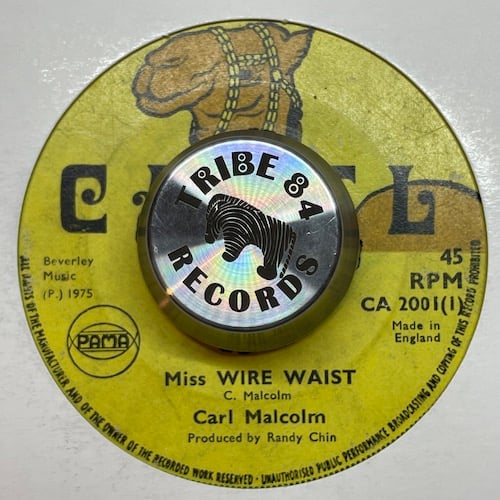 C
L
TRIBE 84
RECORDS
Beverley
Music
(P.) 1975
45
RPM
CA 2001(1)
Made in
England
PAMA
Miss WIRE WAIST
C. Malcolm
Carl Malcolm
Produced by Randy Chin
ALL RIGHTS OF THE MANUFACTURER AND OF THE OWNER OF THE RECORDED WORK RESERVED · UNAUTHORISED PUBLIC PERFORMANCE BROADCASTING AND COPYING OF THIS RECORD PROHIBITED